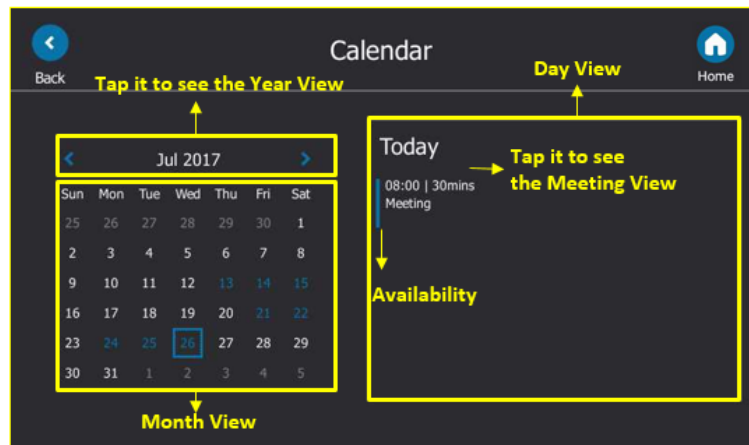 Calendar
Back
Home
Tap it to see the Year View
Day View
Jul 2017
Sun Mon Tue Wed Thu Fri Sat
25 26 27 28 29 30 1
2 3 4 5 6 7 8
9 10 11 12 13 14 15
16 17 18 19 20 21 22
23 24 25 26 27 28 29
30 31 1 2 3 4 5
Month View
Today
08:00 | 30mins
Meeting
Tap it to see
the Meeting View
Availability